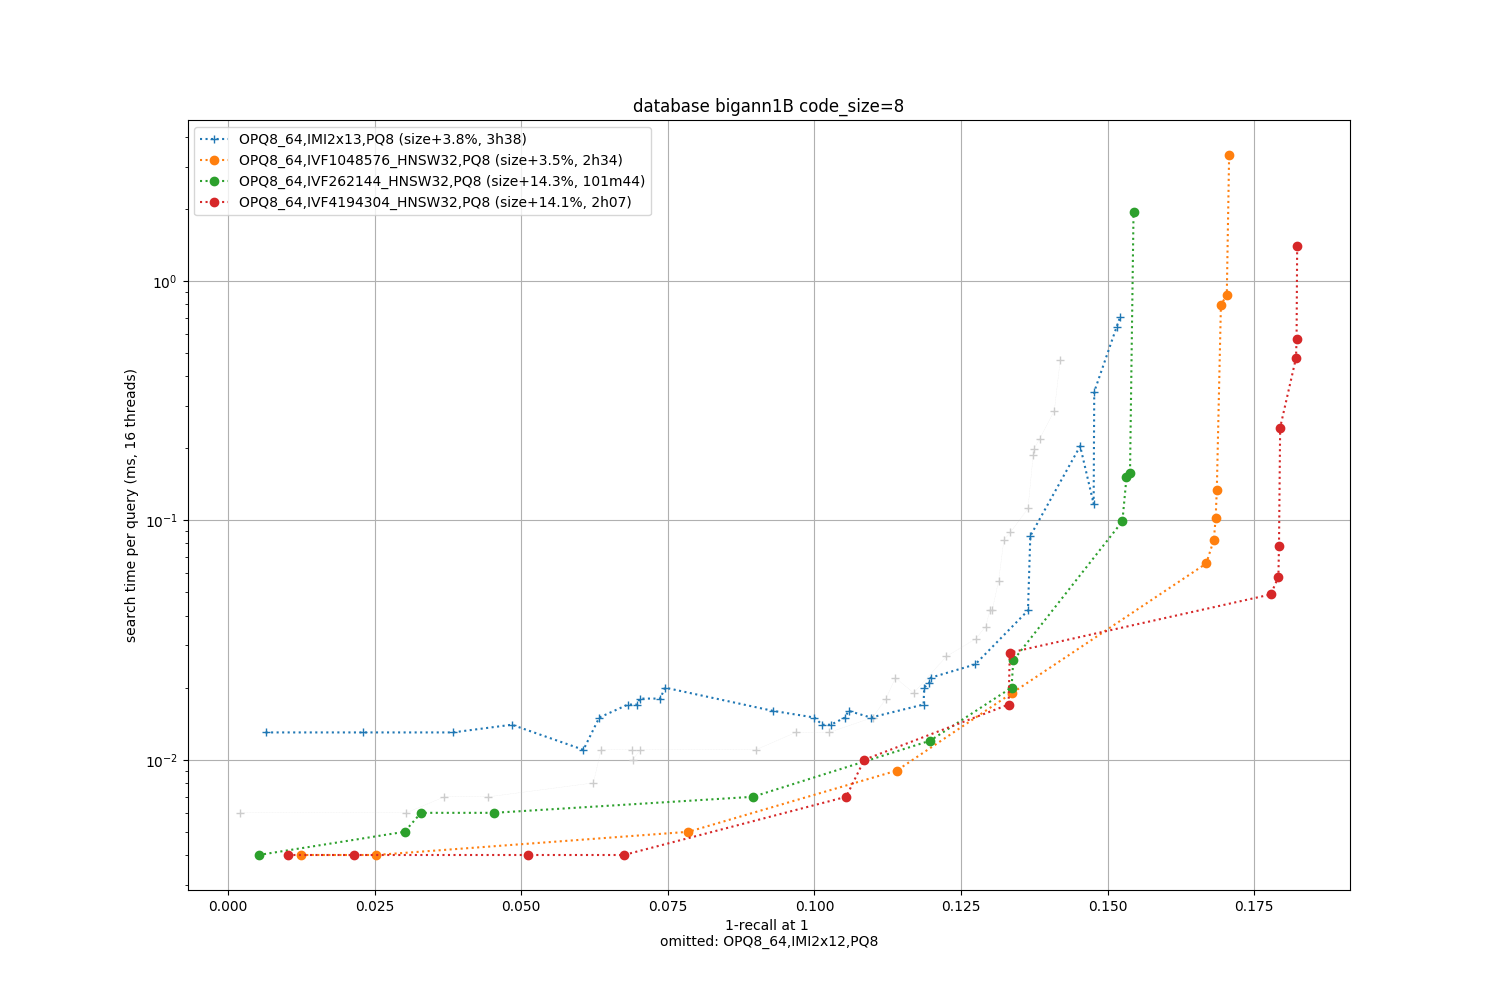 database bigann1B code_size=8
OPQ8_64,IMI2x13,PQ8 (size+3.8%, 3h38)
OPQ8_64,IVF1048576_HNSW32,PQ8 (size+3.5%, 2h34)
OPQ8_64,IVF262144_HNSW32,PQ8 (size+14.3%, 101m44)
OPQ8_64,IVF4194304_HNSW32,PQ8 (size+14.1%, 2h07)
search time per query (ms, 16 threads)
10⁰
10⁻¹
10⁻²
0.000 0.025 0.050 0.075 0.100 0.125 0.150 0.175
1-recall at 1
omitted: OPQ8_64,IMI2x12,PQ8